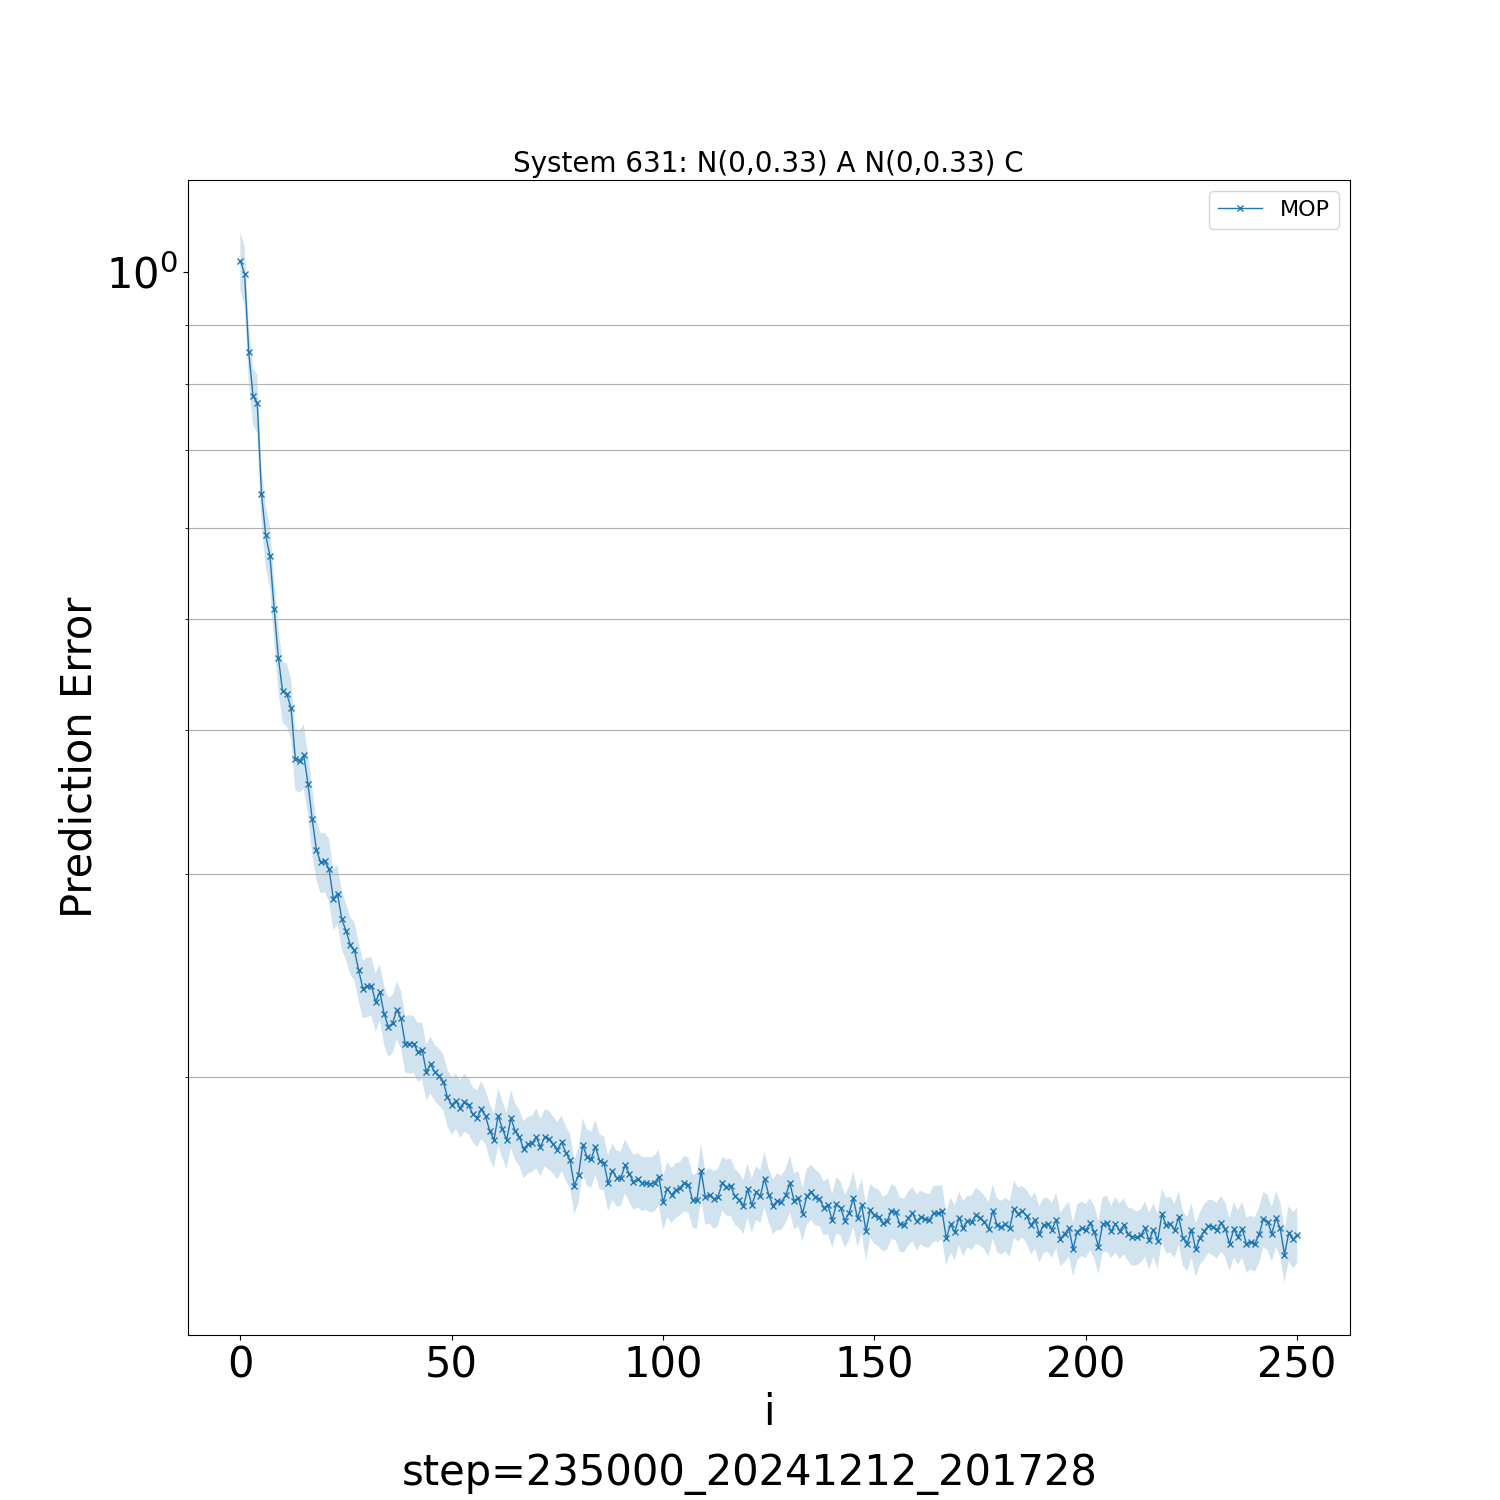 System 631: N(0,0.33) A N(0,0.33) C
MOP
10⁰
Prediction Error
0 50 100 150 200 250
i
step=235000_20241212_201728